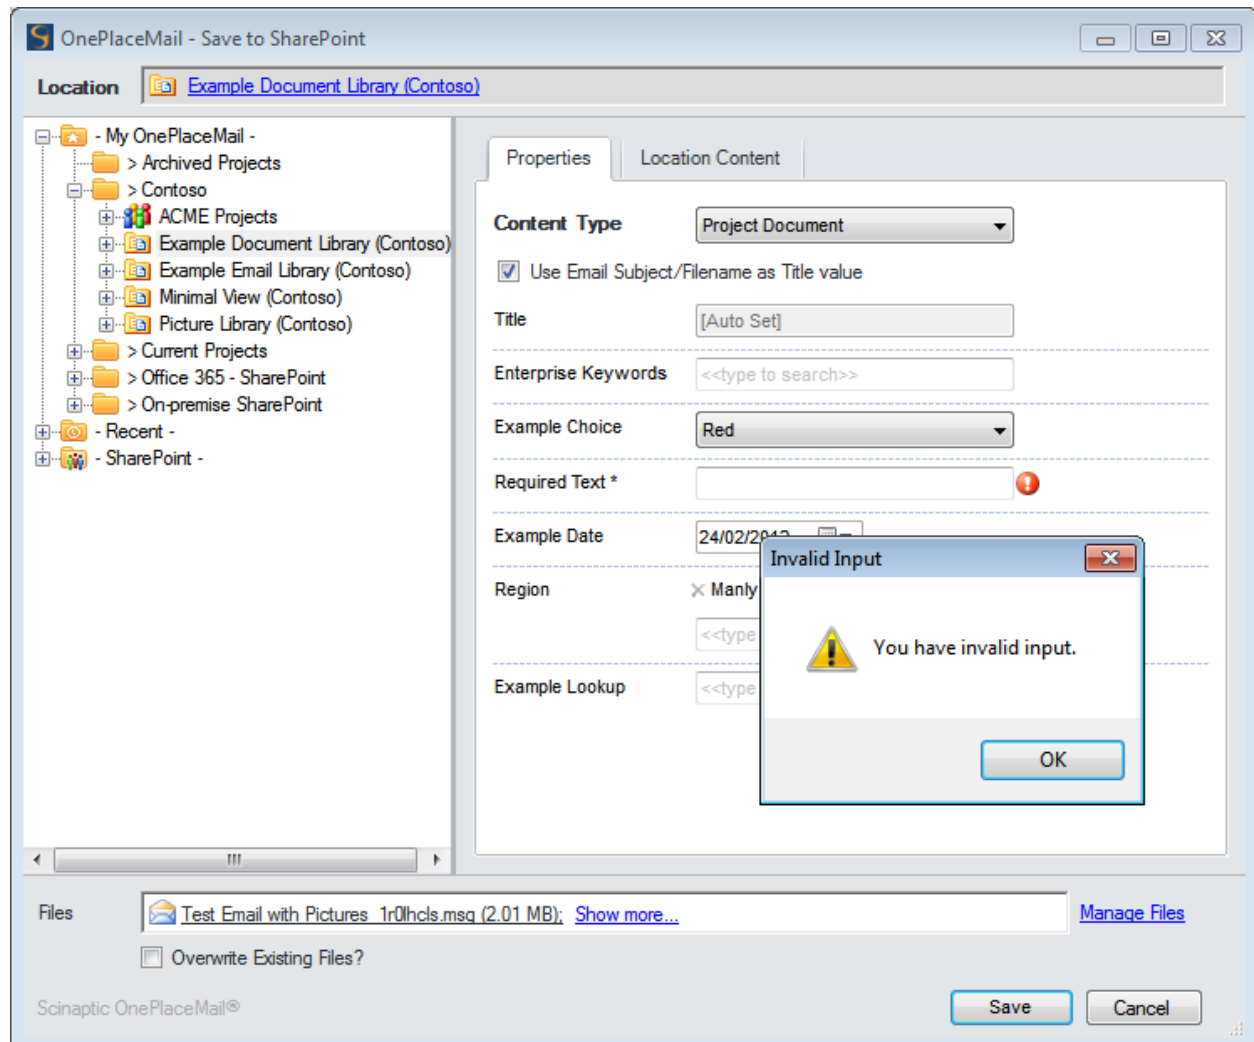 OnePlaceMail - Save to SharePoint
Location Example Document Library (Contoso)
- My OnePlaceMail -
> Archived Projects
> Contoso
ACME Projects
Example Document Library (Contoso)
Example Email Library (Contoso)
Minimal View (Contoso)
Picture Library (Contoso)
> Current Projects
> Office 365 - SharePoint
> On-premise SharePoint
- Recent -
- SharePoint -
Properties Location Content
Content Type Project Document
Use Email Subject/Filename as Title value
Title [Auto Set]
Enterprise Keywords <<type to search>>
Example Choice Red
Required Text *
Example Date 24/02/2012
Region Manly
<<type
Example Lookup <<type
Invalid Input
You have invalid input.
OK
Files Test Email with Pictures_1r0lhcls.msg (2.01 MB); Show more... Manage Files
Overwrite Existing Files?
Scinaptic OnePlaceMail® Save Cancel